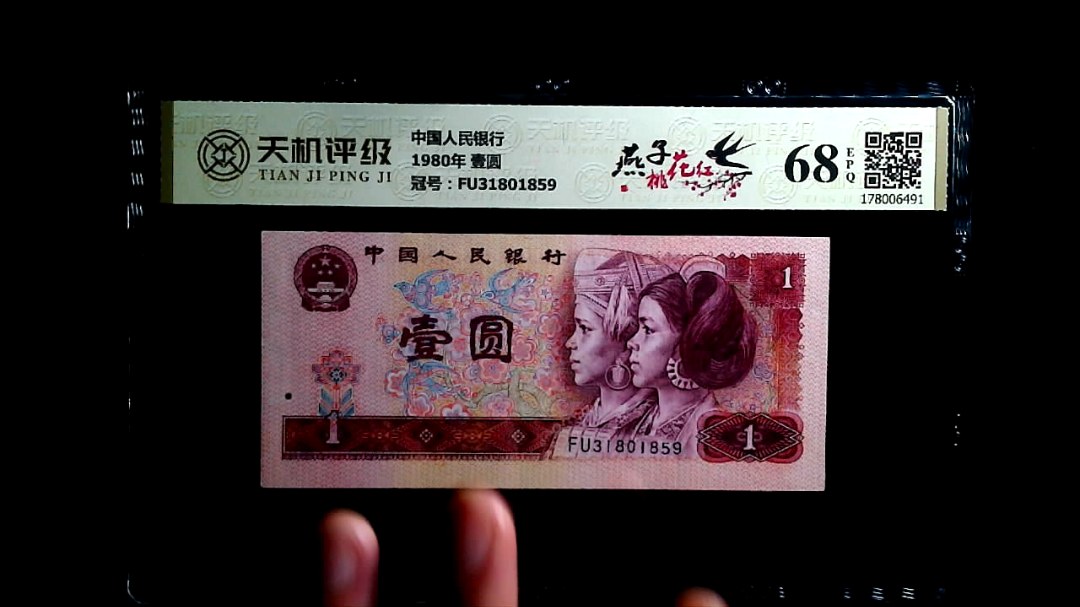 天机评级
TIAN JI PING JI
中国人民银行
1980年 壹圆
冠号：FU31801859
燕子
桃花红
68
EPQ
178006491
中国人民银行
1
壹圆
1
FU31801859
1